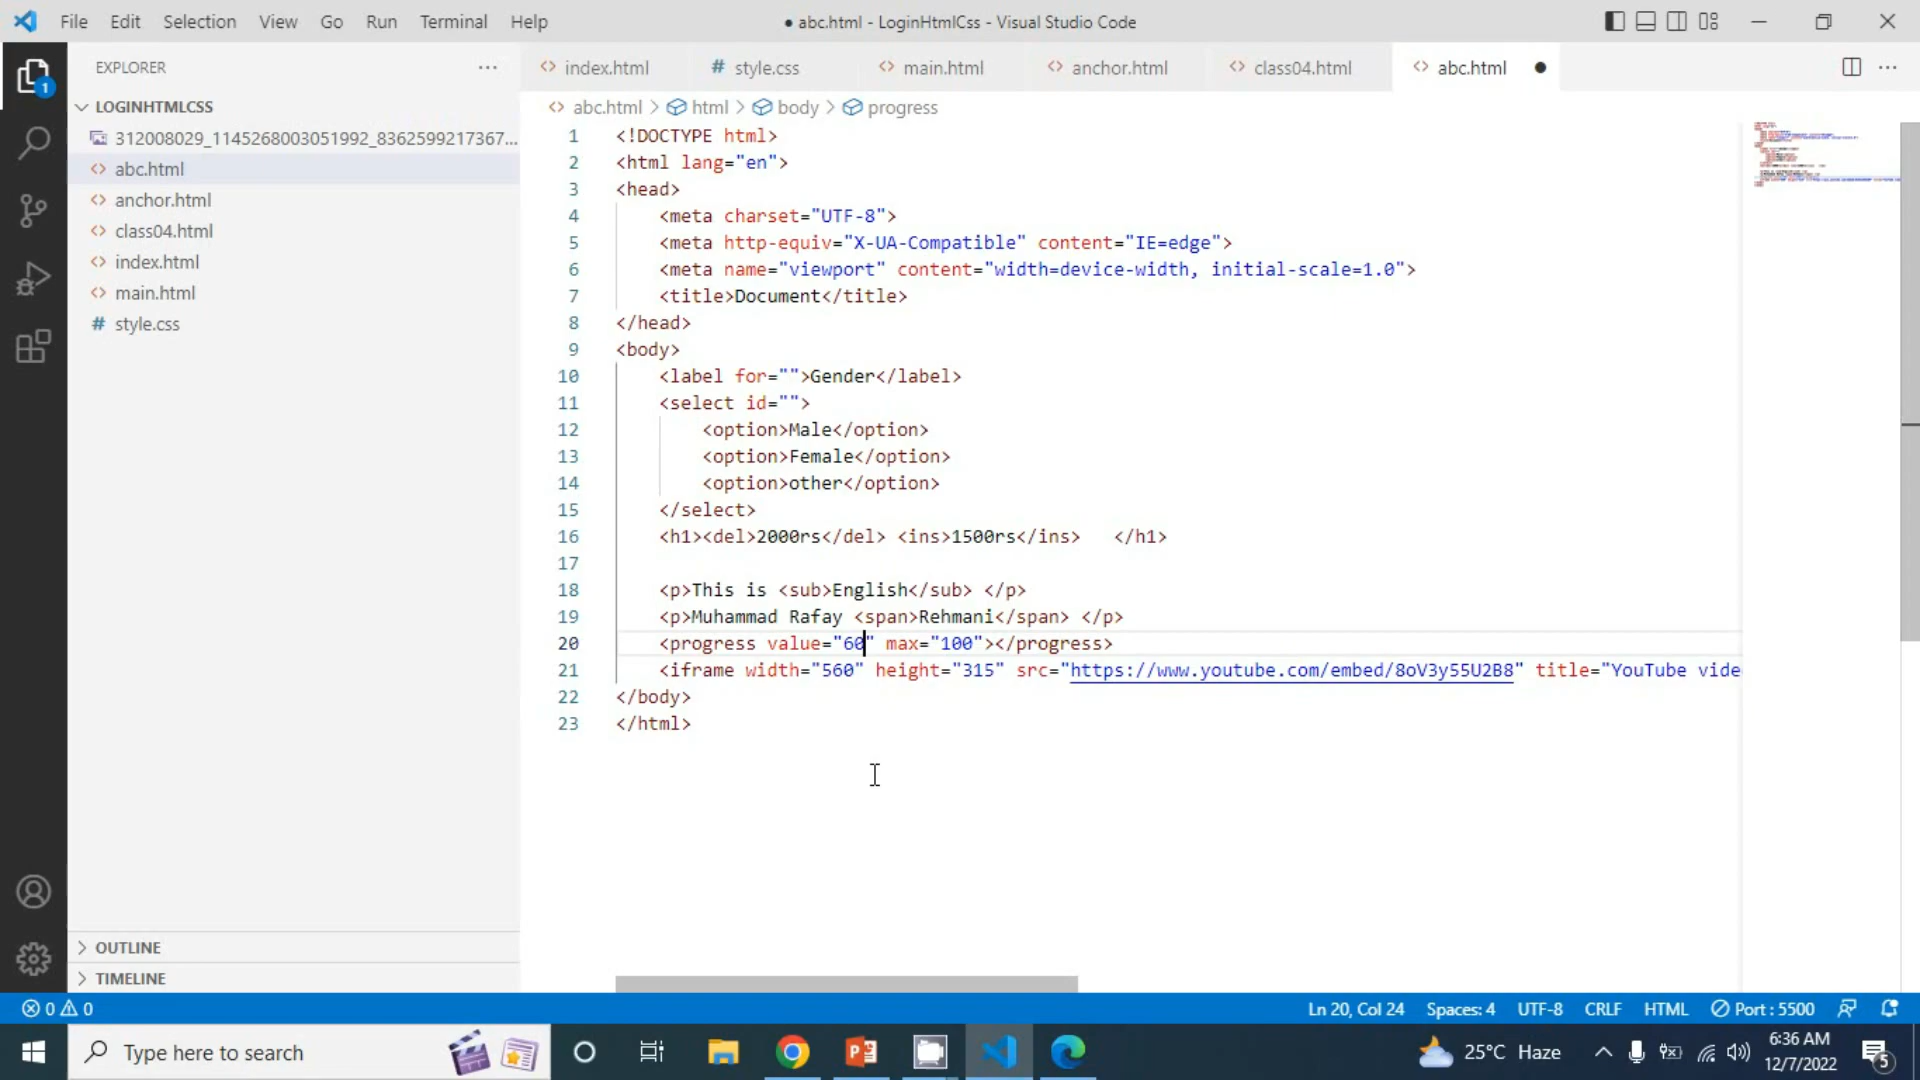 File Edit Selection View Go Run Terminal Help
● abc.html - LoginHtmlCss - Visual Studio Code
EXPLORER
index.html
# style.css
main.html
anchor.html
class04.html
abc.html
1
LOGINHTMLCSS
312008029_1145268003051992_8362599217367...
abc.html
anchor.html
class04.html
index.html
main.html
# style.css
abc.html > html > body > progress
1 <!DOCTYPE html>
2 <html lang="en">
3 <head>
4 <meta charset="UTF-8">
5 <meta http-equiv="X-UA-Compatible" content="IE=edge">
6 <meta name="viewport" content="width=device-width, initial-scale=1.0">
7 <title>Document</title>
8 </head>
9 <body>
10 <label for="">Gender</label>
11 <select id="">
12 <option>Male</option>
13 <option>Female</option>
14 <option>other</option>
15 </select>
16 <h1><del>2000rs</del> <ins>1500rs</ins>   </h1>
17
18 <p>This is <sub>English</sub> </p>
19 <p>Muhammad Rafay <span>Rehmani</span> </p>
20 <progress value="60" max="100"></progress>
21 <iframe width="560" height="315" src="https://www.youtube.com/embed/8oV3y55U2B8" title="YouTube vide
22 </body>
23 </html>
OUTLINE
TIMELINE
0 0
Ln 20, Col 24 Spaces: 4 UTF-8 CRLF HTML Port : 5500
Type here to search
25°C Haze
6:36 AM
12/7/2022
5